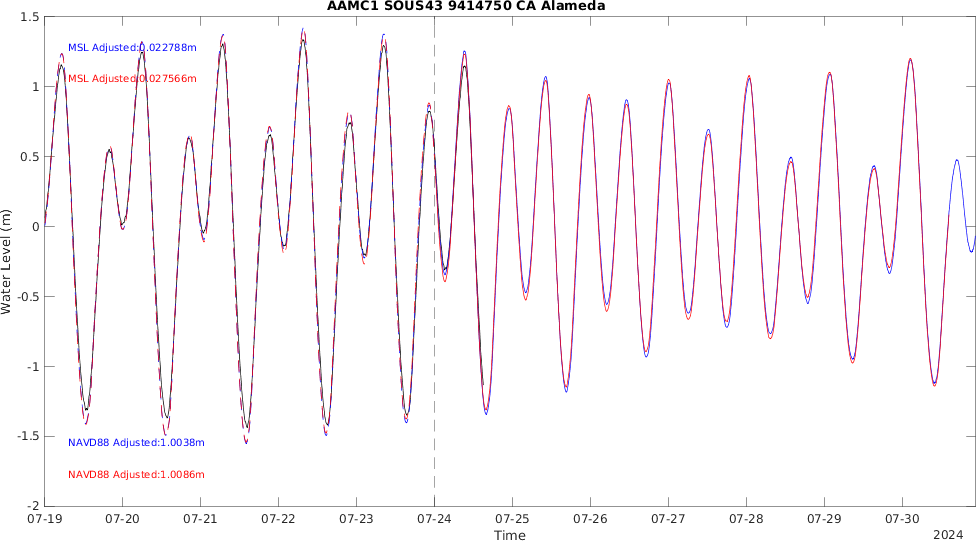 AAMC1 SOUS43 9414750 CA Alameda
1.5
MSL Adjusted:0.022788m
MSL Adjusted:0.027566m
1
0.5
0
Water Level (m)
-0.5
-1
-1.5
NAVD88 Adjusted:1.0038m
NAVD88 Adjusted:1.0086m
-2
07-19 07-20 07-21 07-22 07-23 07-24 07-25 07-26 07-27 07-28 07-29 07-30
Time
2024